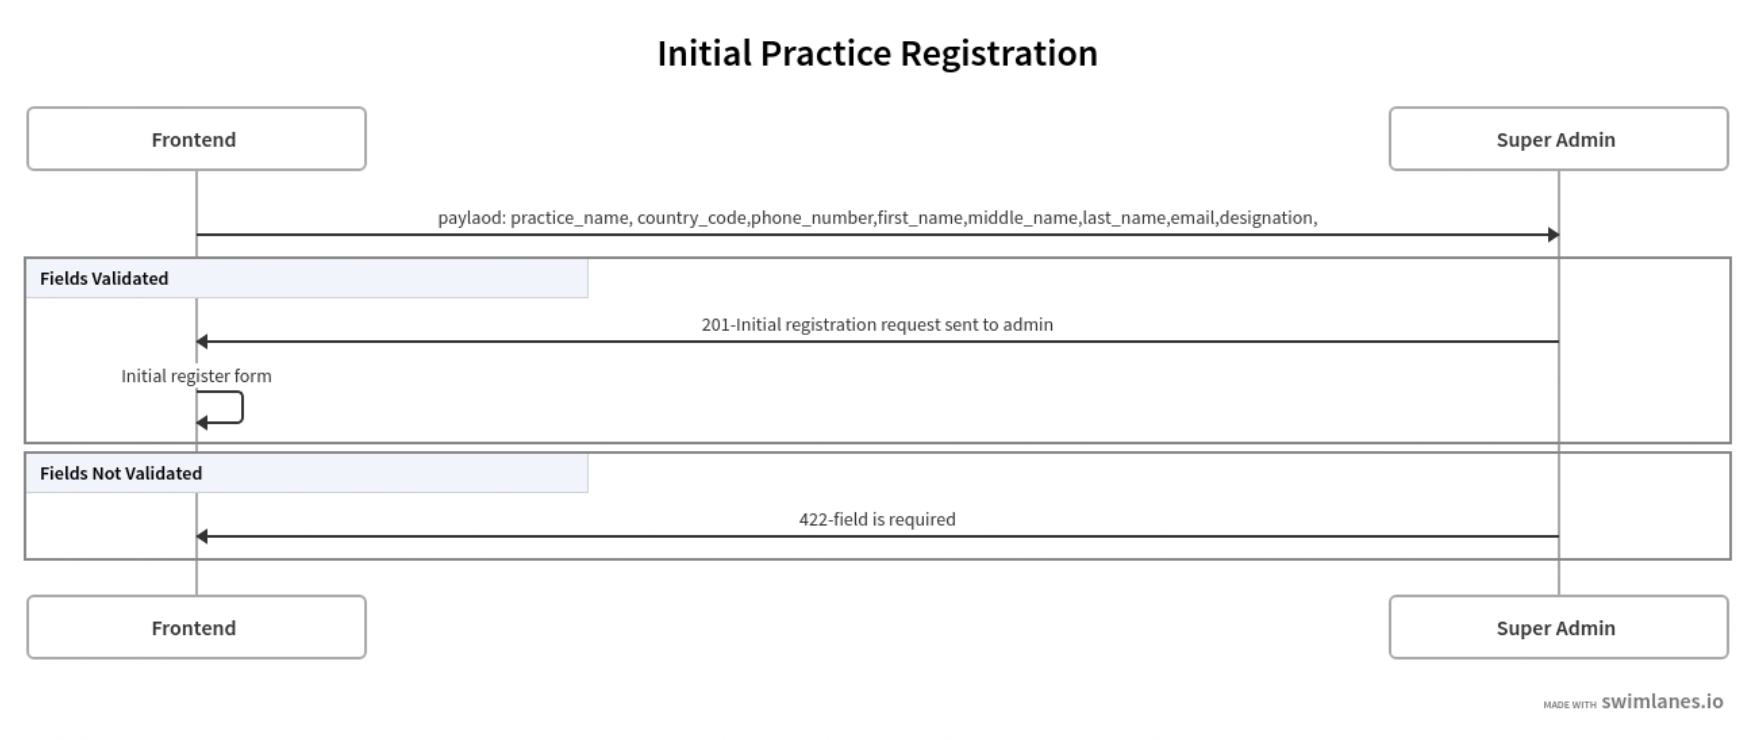 Initial Practice Registration
Frontend
Super Admin
paylaod: practice_name, country_code,phone_number,first_name,middle_name,last_name,email,designation,
Fields Validated
201-Initial registration request sent to admin
Initial register form
Fields Not Validated
422-field is required
Frontend
Super Admin
MADE WITH swimlanes.io